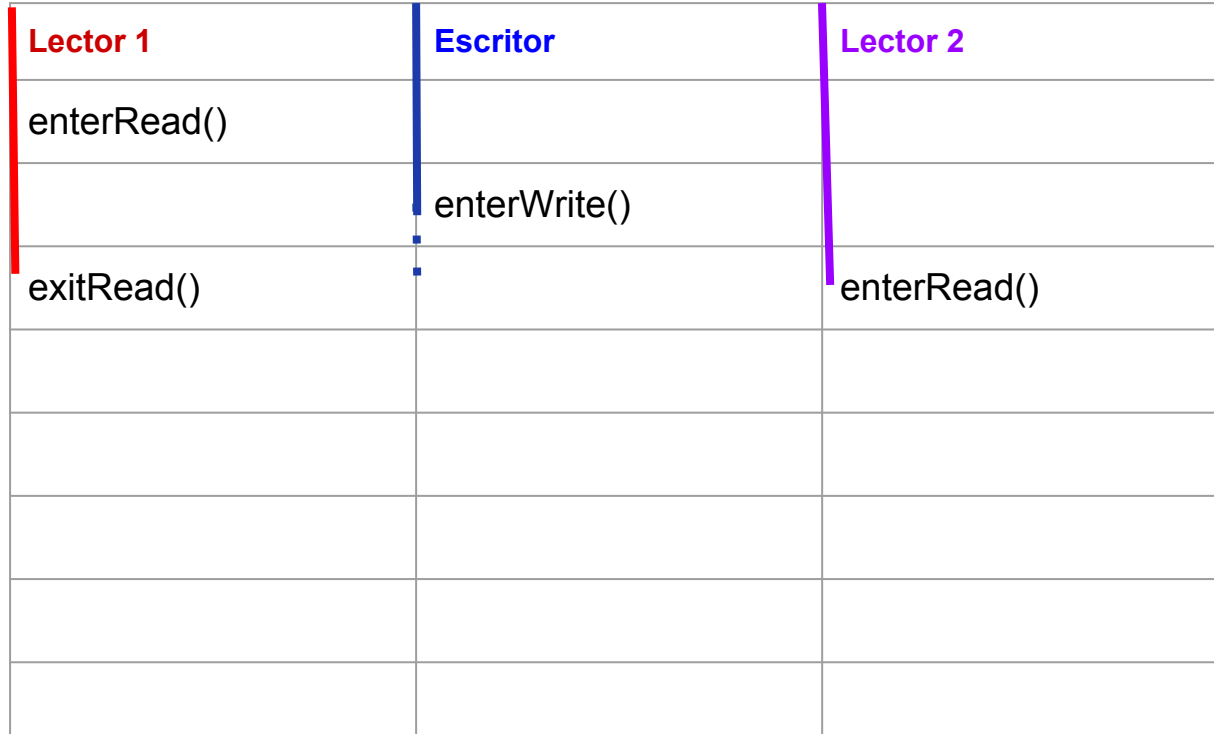 Lector 1 Escritor Lector 2
enterRead()
enterWrite()
exitRead() enterRead()